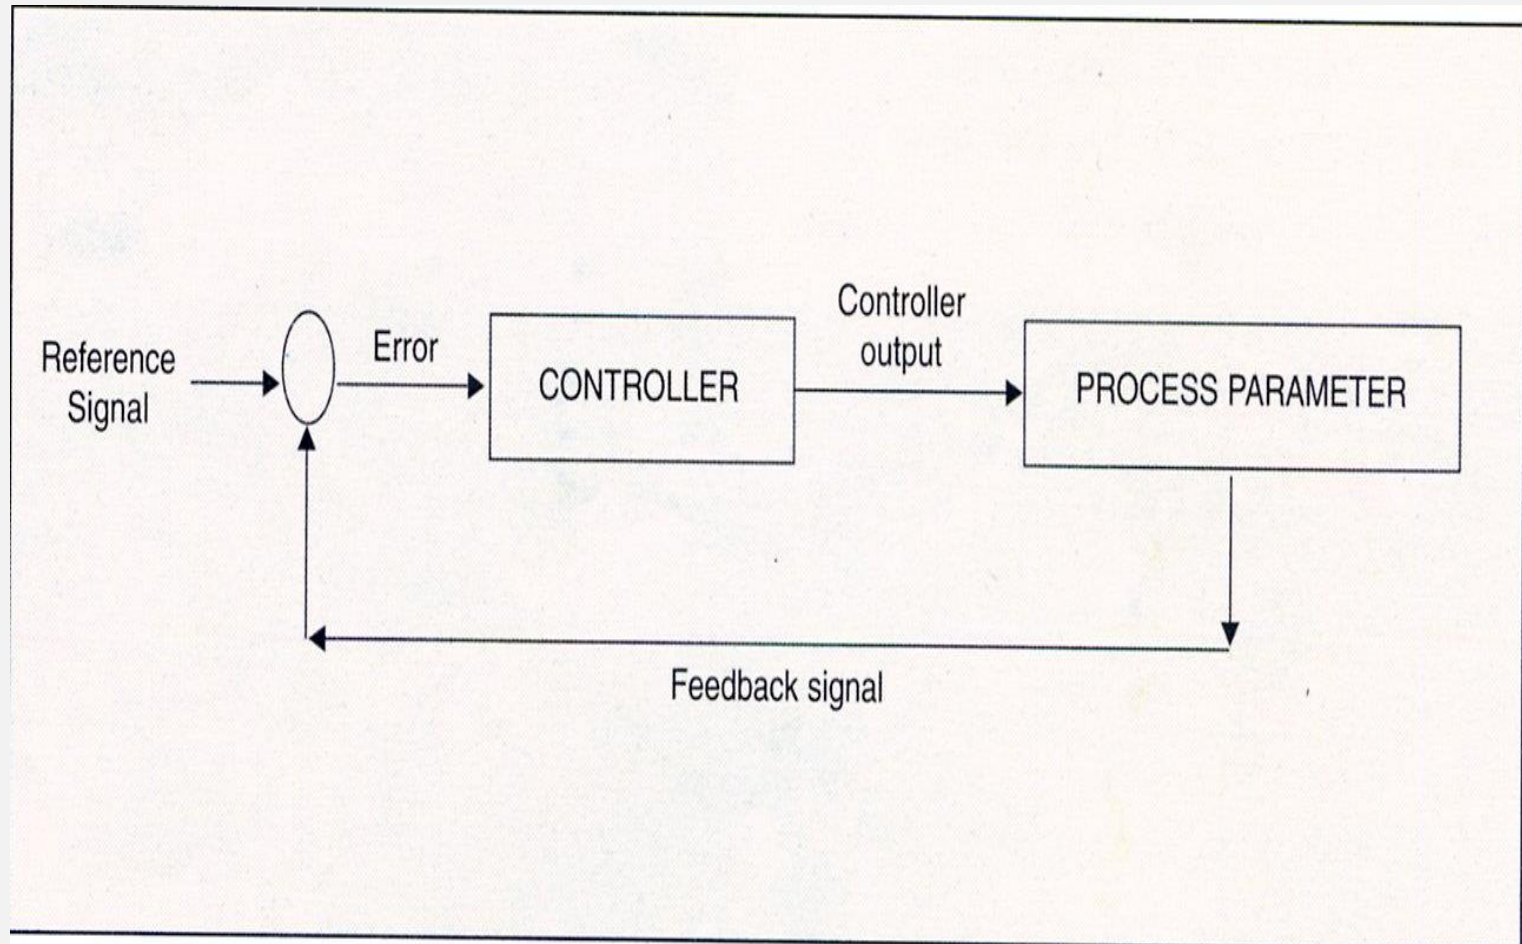 Reference
Signal
Error
CONTROLLER
Controller
output
PROCESS PARAMETER
Feedback signal